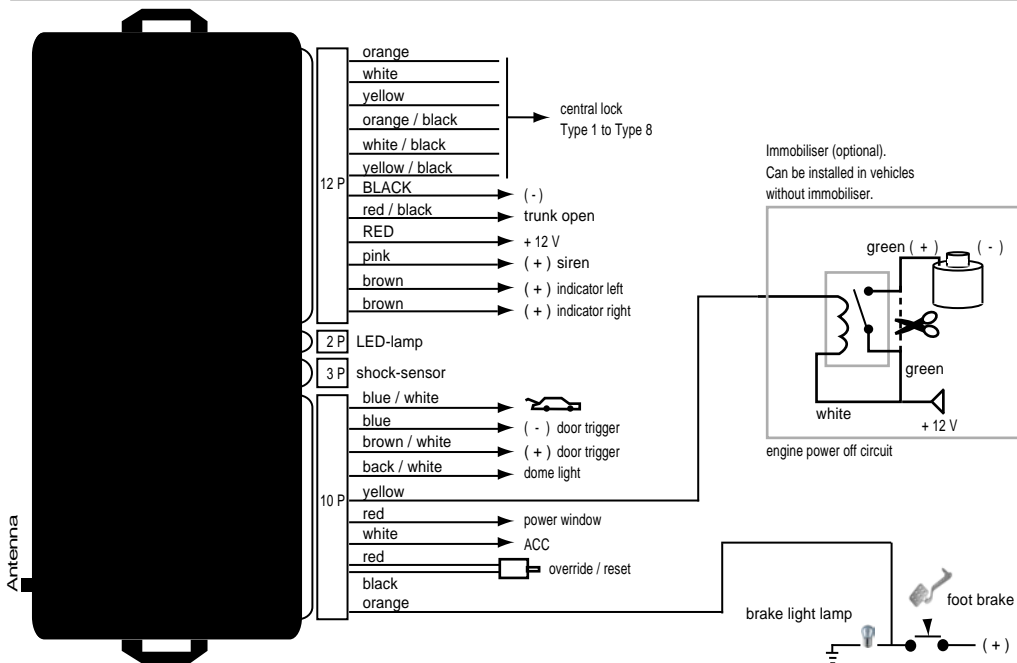 orange
white
yellow
orange / black
white / black
yellow / black
BLACK
red / black
RED
pink
brown
brown
12 P
central lock
Type 1 to Type 8
( - )
trunk open
+ 12 V
( + ) siren
( + ) indicator left
( + ) indicator right
2 P LED-lamp
3 P shock-sensor
blue / white
blue
brown / white
back / white
yellow
red
white
red
black
orange
10 P
( - ) door trigger
( + ) door trigger
dome light
power window
ACC
override / reset
Antenna
Immobiliser (optional).
Can be installed in vehicles
without immobiliser.
green ( + ) ( - )
green
white
+ 12 V
engine power off circuit
brake light lamp
foot brake
( + )